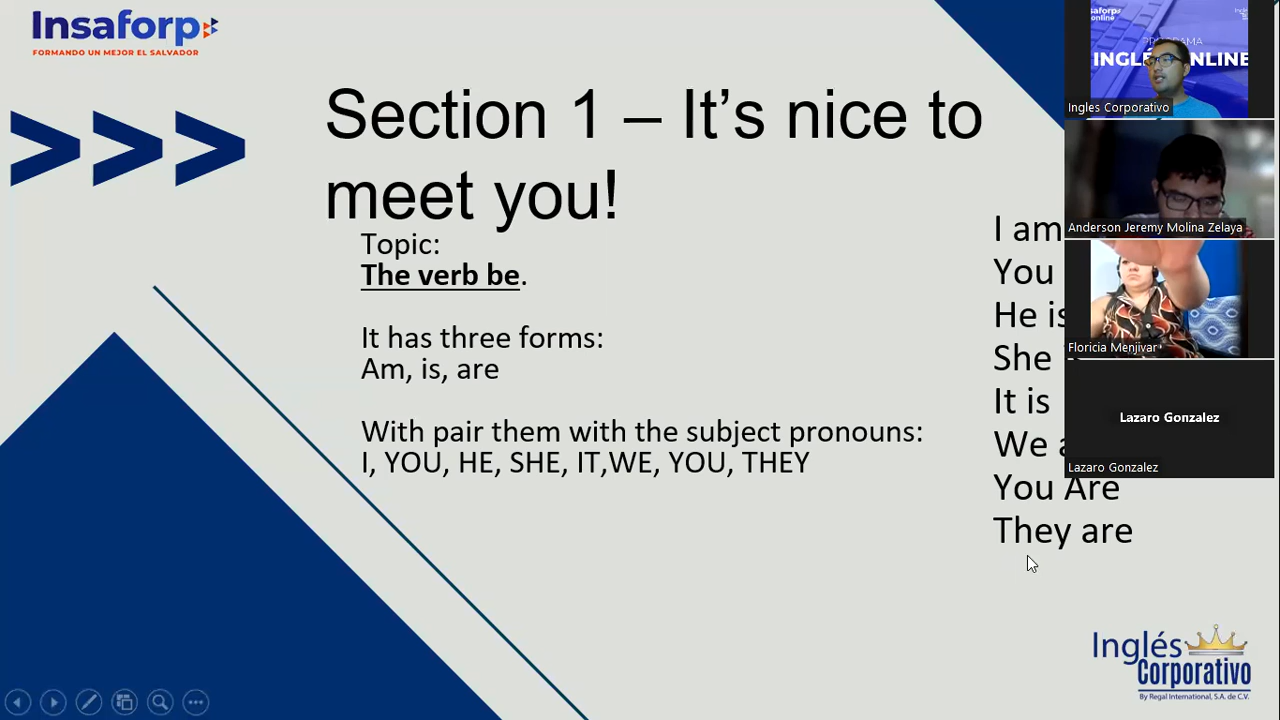 Insaforp
FORMANDO UN MEJOR EL SALVADOR
>>>
Section 1 – It's nice to
meet you!
Topic:
The verb be.
It has three forms:
Am, is, are
With pair them with the subject pronouns:
I, YOU, HE, SHE, IT,WE, YOU, THEY
I am
You
He is
She
It is
We
You Are
They are
online
INGLÉ NLINE
Ingles Corporativo
Anderson Jeremy Molina Zelaya
Floricia Menjivar
Lazaro Gonzalez
Lazaro Gonzalez
Inglés
Corporativo
By Regal International, S.A. de C.V.